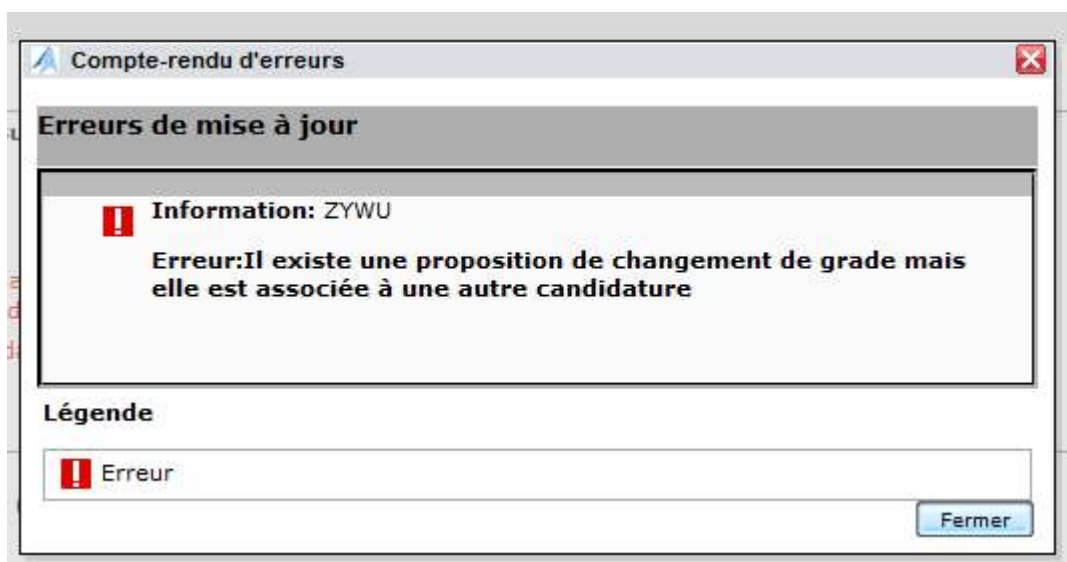 Compte-rendu d'erreurs
Erreurs de mise à jour
Information: ZYWU
Erreur:Il existe une proposition de changement de grade mais
elle est associée à une autre candidature
Légende
Erreur
Fermer